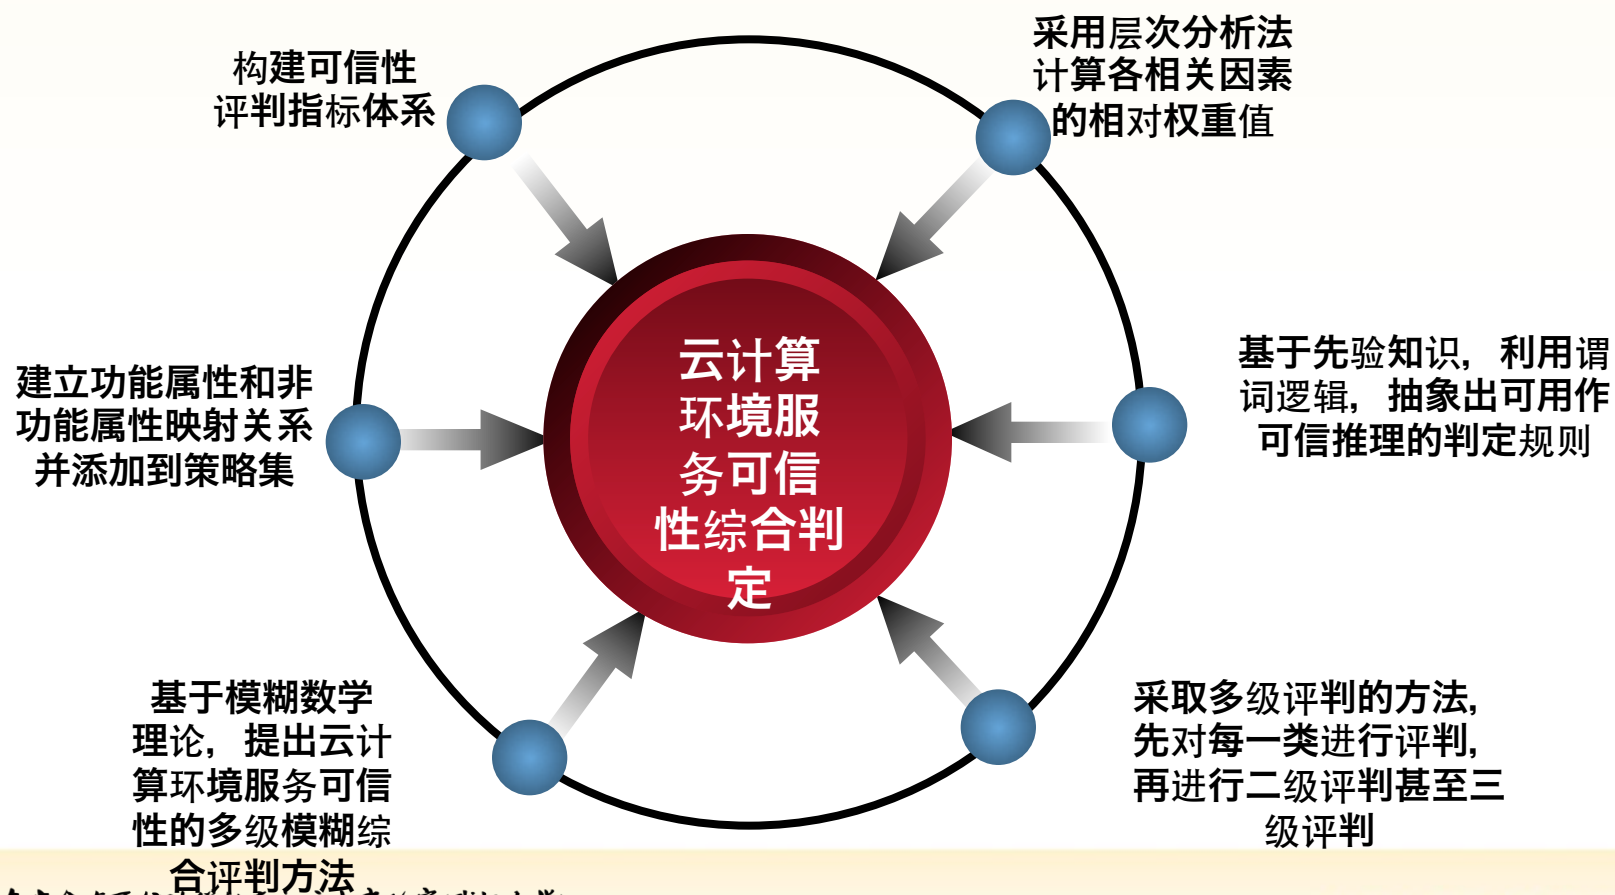 构建可信性
评判指标体系
采用层次分析法
计算各相关因素
的相对权重值
建立功能属性和非
功能属性映射关系
并添加到策略集
云计算
环境服
务可信
性综合判
定
基于先验知识，利用谓
词逻辑，抽象出可用作
可信推理的判定规则
基于模糊数学
理论，提出云计
算环境服务可信
性的多级模糊综
合评判方法
采取多级评判的方法，
先对每一类进行评判，
再进行二级评判甚至三
级评判